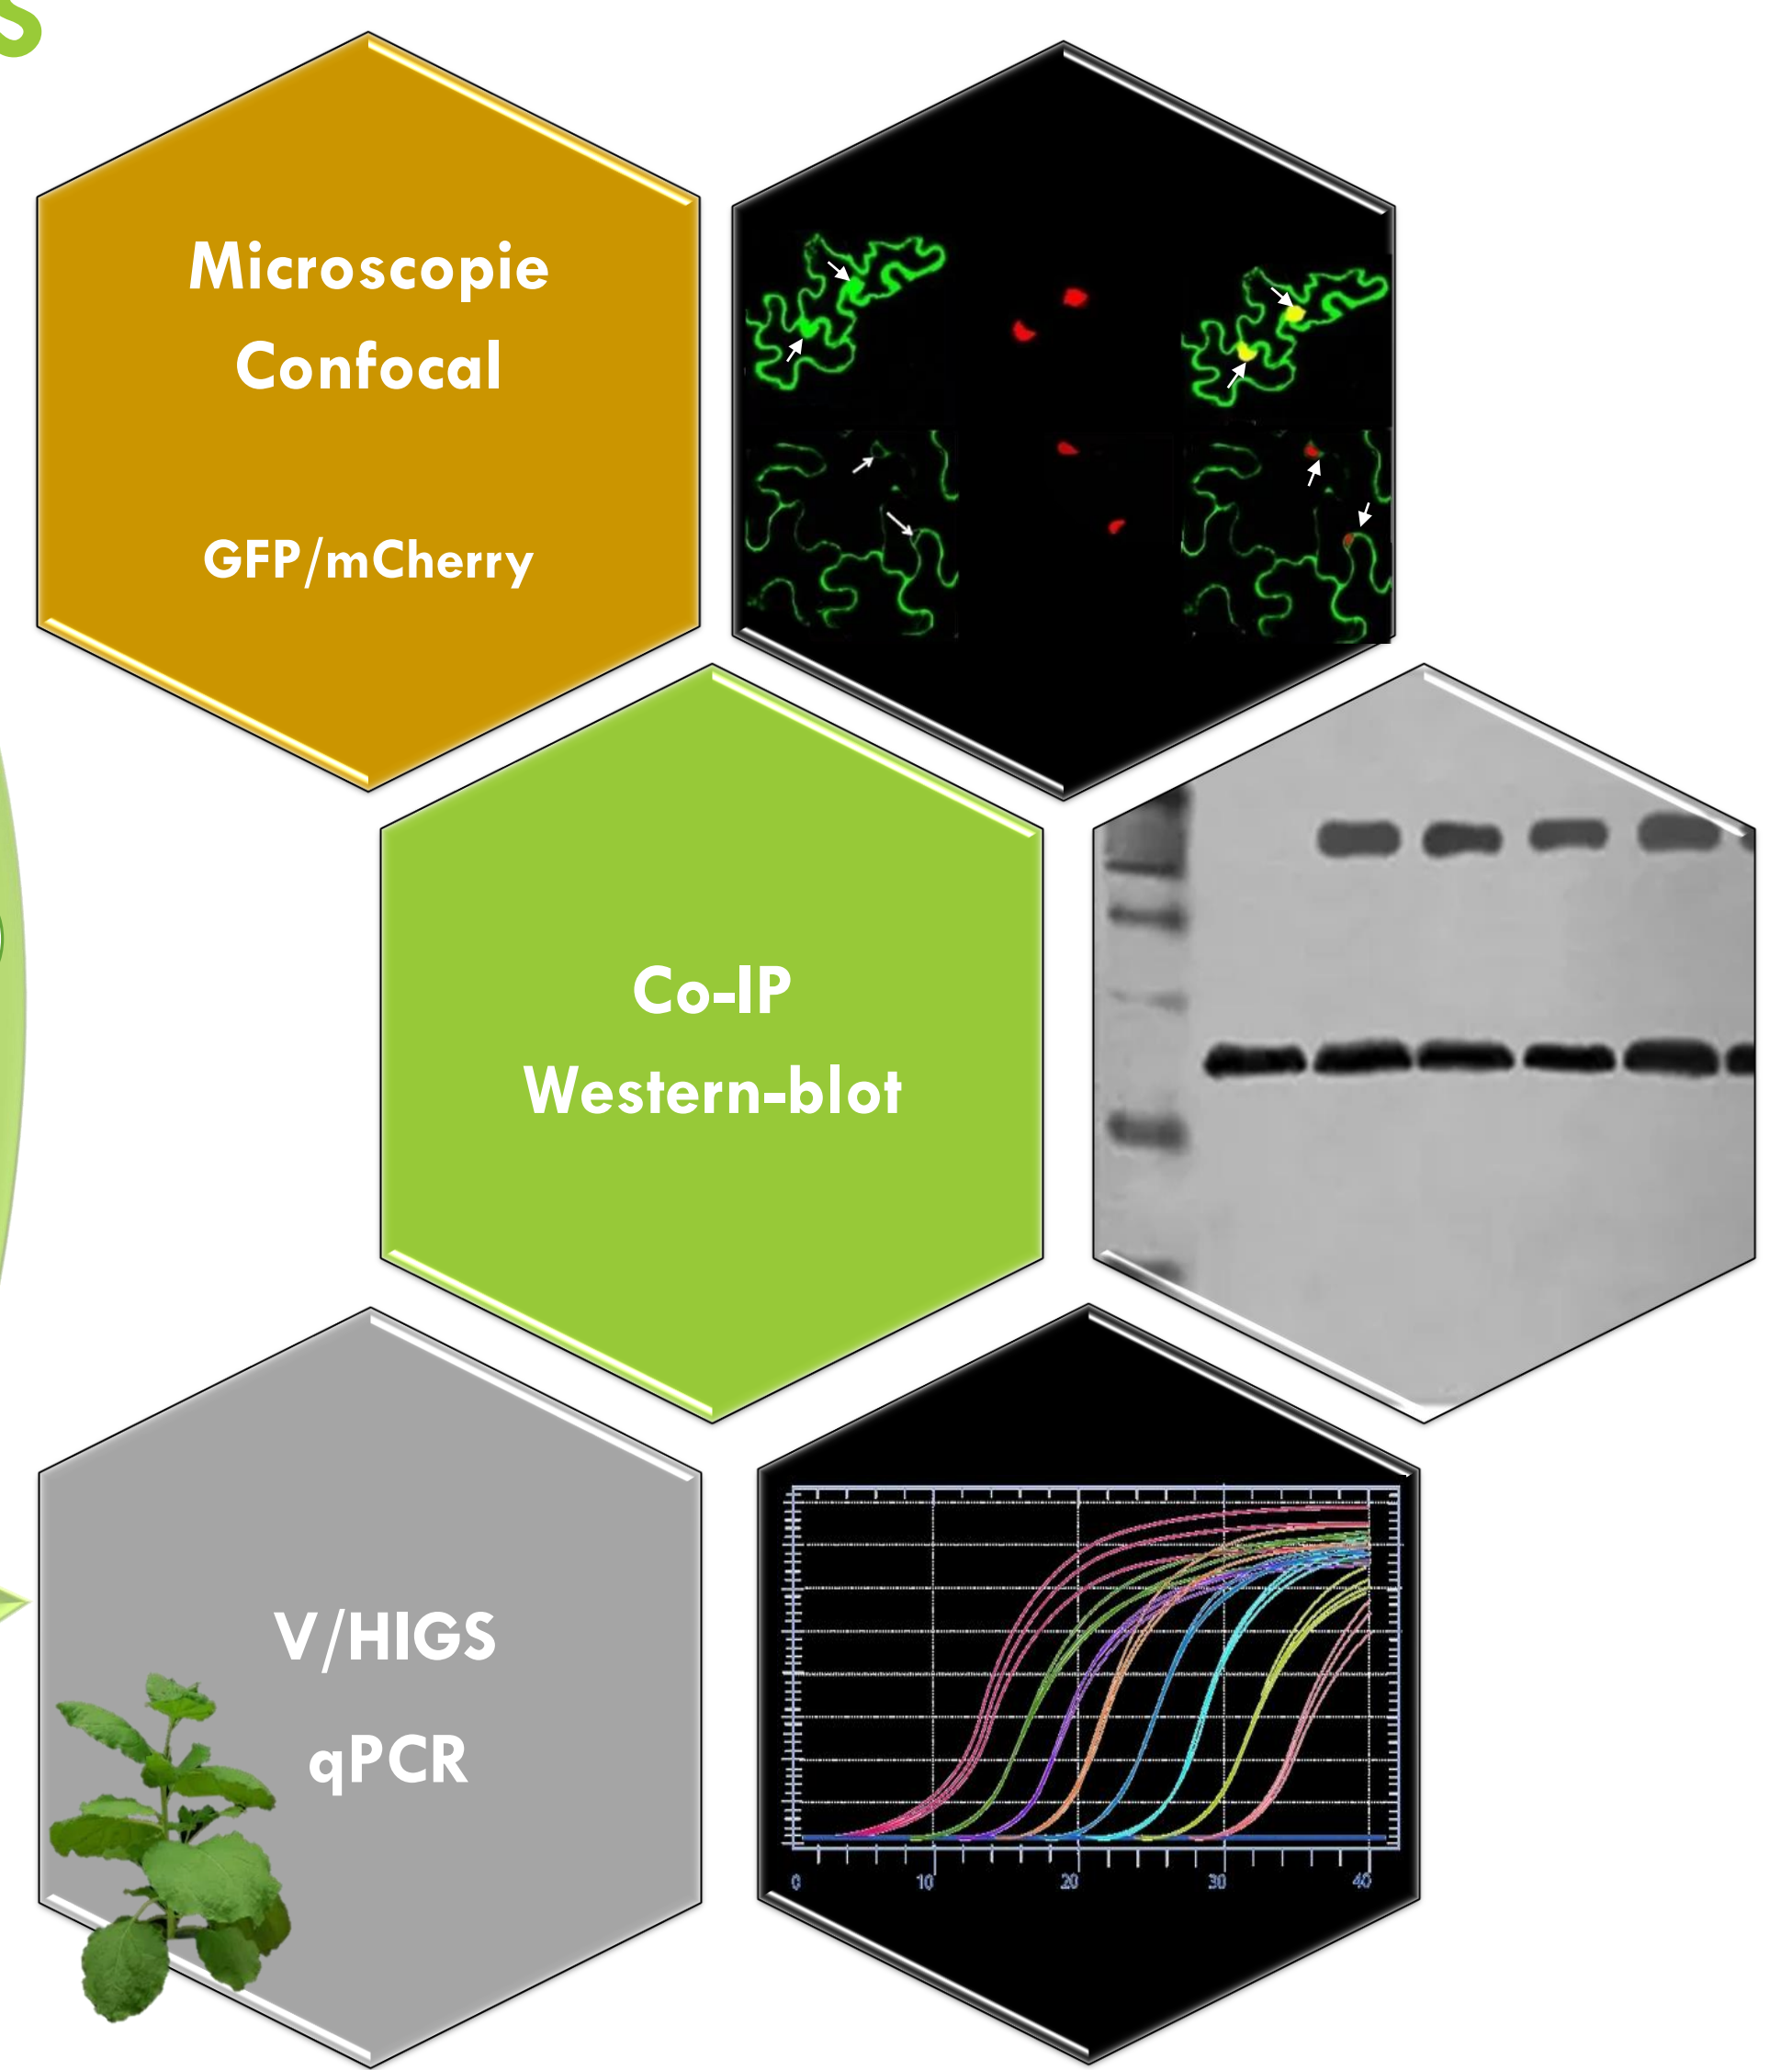 s
Microscopie
Confocal
GFP/mCherry
Co-IP
Western-blot
V/HIGS
qPCR
0 10 20 30 40